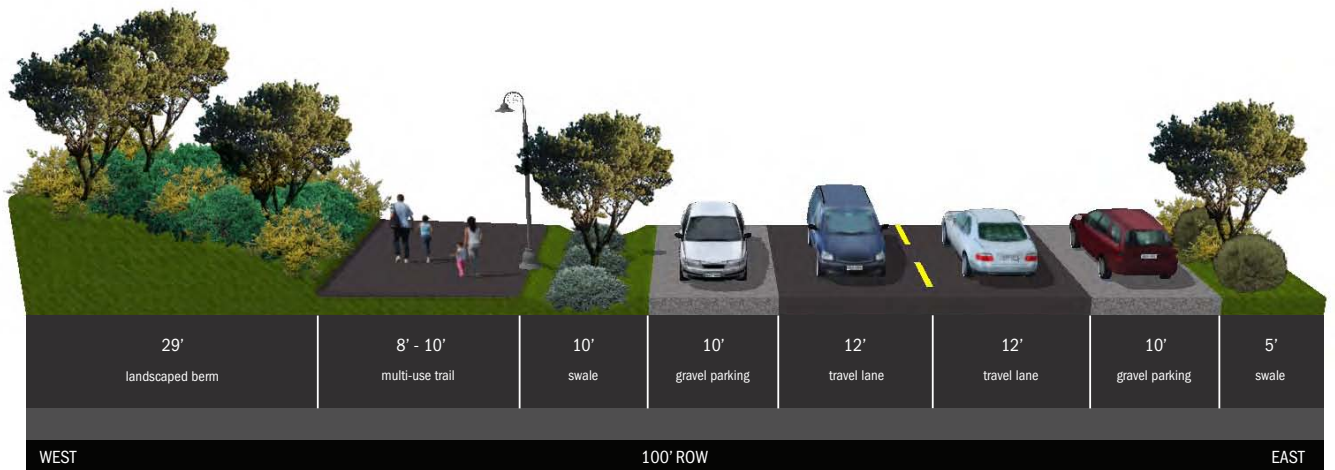 29’
landscaped berm
8’ - 10’
multi-use trail
10’
swale
10’
gravel parking
12’
travel lane
12’
travel lane
10’
gravel parking
5’
swale
WEST
100’ ROW
EAST